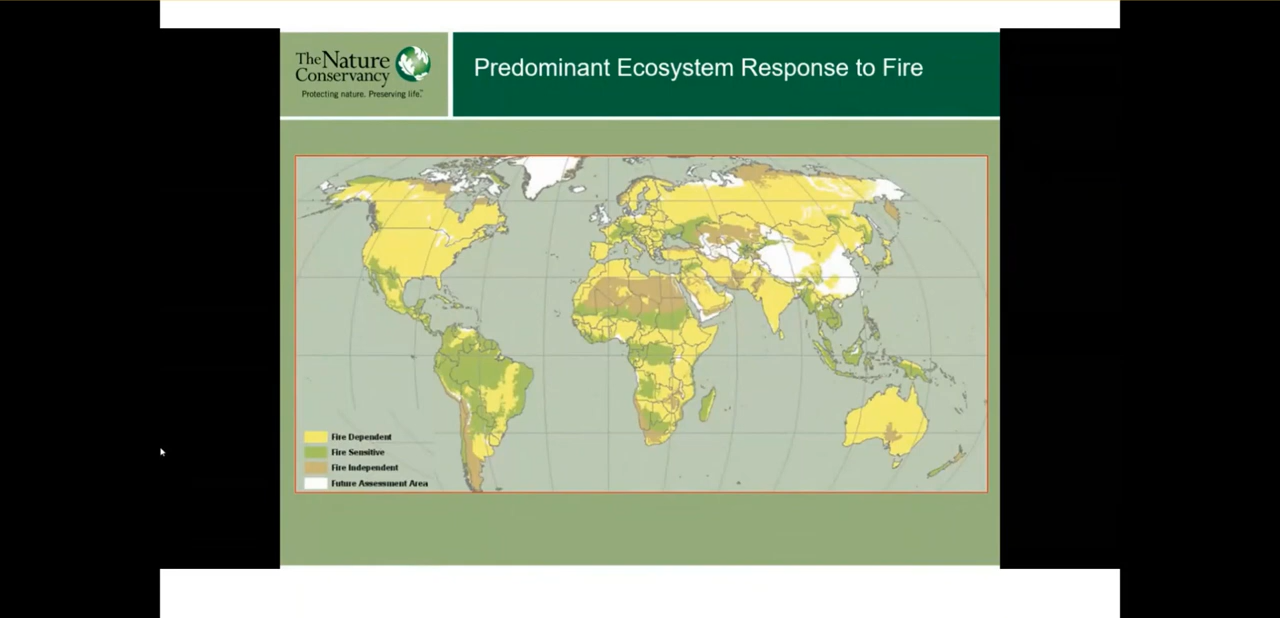 The Nature
Conservancy
Protecting nature. Preserving life.™
Predominant Ecosystem Response to Fire
Fire Dependent
Fire Sensitive
Fire Independent
Future Assessment Area